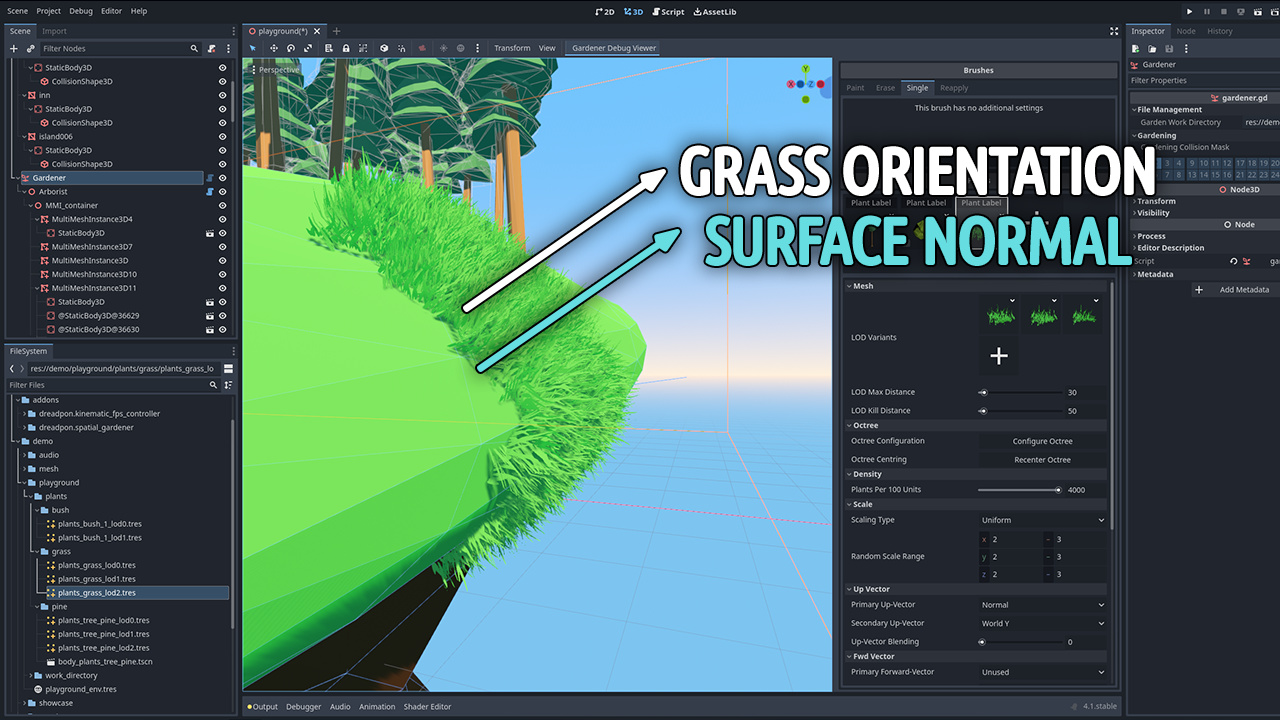 Scene Project Debug Editor Help
2D 3D Script AssetLib
Scene Import
Filter Nodes
StaticBody3D
CollisionShape3D
inn
StaticBody3D
CollisionShape3D
island006
StaticBody3D
CollisionShape3D
Gardener
Arborist
MMI_container
MultiMeshInstance3D4
StaticBody3D
MultiMeshInstance3D7
MultiMeshInstance3D
MultiMeshInstance3D10
MultiMeshInstance3D11
StaticBody3D
@StaticBody3D@36629
@StaticBody3D@36630
FileSystem
res://demo/playground/plants/grass/plants_grass_lo
Filter Files
addons
dreadpon.kinematic_fps_controller
dreadpon.spatial_gardener
demo
audio
mesh
playground
plants
bush
plants_bush_1_lod0.tres
plants_bush_1_lod1.tres
grass
plants_grass_lod0.tres
plants_grass_lod1.tres
plants_grass_lod2.tres
pine
plants_tree_pine_lod0.tres
plants_tree_pine_lod1.tres
plants_tree_pine_lod2.tres
body_plants_tree_pine.tscn
work_directory
playground_env.tres
showcase
playground(*)
Transform View Gardener Debug Viewer
Perspective
Y
X Z
GRASS ORIENTATION
SURFACE NORMAL
Output Debugger Audio Animation Shader Editor
4.1.stable
Brushes
Paint Erase Single Reapply
This brush has no additional settings
Plant Label Plant Label Plant Label
Mesh
LOD Variants
LOD Max Distance 30
LOD Kill Distance 50
Octree
Octree Configuration Configure Octree
Octree Centring Recenter Octree
Density
Plants Per 100 Units 4000
Scale
Scaling Type Uniform
Random Scale Range
x 2 ~ 3
y 2 ~ 3
z 2 ~ 3
Up Vector
Primary Up-Vector Normal
Secondary Up-Vector World Y
Up-Vector Blending 0
Fwd Vector
Primary Forward-Vector Unused
Inspector Node History
Gardener
Filter Properties
gardener.gd
File Management
Garden Work Directory res://demo
Gardening
Gardening Collision Mask
3 4 9 10 11 12 17 18 19 20
7 8 13 14 15 16
Node3D
Transform
Visibility
Node
Process
Editor Description
Script
Metadata
Add Metadata